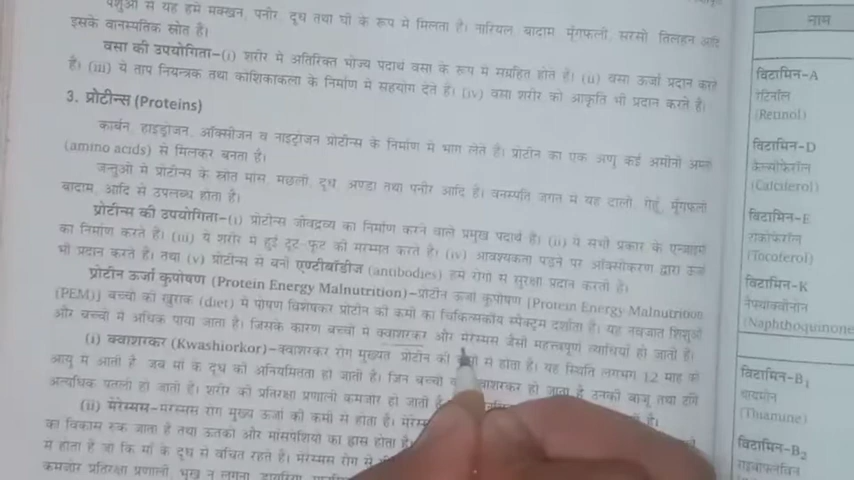 पशुओं से यह हमें मक्खन, पनीर, दूध तथा घी के रूप में मिलता है। नारियल, बादाम, मूँगफली, सरसों तिलहन आदि
इसके वानस्पतिक स्रोत हैं।
वसा की उपयोगिता–(i) शरीर में अतिरिक्त भोज्य पदार्थ वसा के रूप में संग्रहित होते हैं। (ii) वसा ऊर्जा प्रदान करते
हैं। (iii) ये ताप नियन्त्रक तथा कोशिकाकला के निर्माण में सहयोग देते हैं। (iv) वसा शरीर को आकृति भी प्रदान करते हैं।
3. प्रोटीन्स (Proteins)
कार्बन, हाइड्रोजन, ऑक्सीजन व नाइट्रोजन प्रोटीन्स के निर्माण में भाग लेते हैं। प्रोटीन का एक अणु कई अमीनो अम्लों
(amino acids) से मिलकर बनता है।
जन्तुओं में प्रोटीन्स के स्रोत मांस, मछली, दूध, अण्डा तथा पनीर आदि हैं। वनस्पति जगत में यह दालों, गेहूँ, मूँगफली
बादाम, आदि से उपलब्ध होता है।
प्रोटीन्स की उपयोगिता–(i) प्रोटीन्स जीवद्रव्य का निर्माण करने वाले प्रमुख पदार्थ हैं। (ii) ये सभी प्रकार के एन्जाइम
का निर्माण करते हैं। (iii) ये शरीर में हुई टूट-फूट की मरम्मत करते हैं। (iv) आवश्यकता पड़ने पर ऑक्सीकरण द्वारा ऊर्जा
भी प्रदान करते हैं। तथा (v) प्रोटीन्स से बनी एण्टीबॉडीज (antibodies) हमें रोगों से सुरक्षा प्रदान करती हैं।
प्रोटीन ऊर्जा कुपोषण (Protein Energy Malnutrition)–प्रोटीन ऊर्जा कुपोषण (Protein Energy Malnutrition
(PEM)] बच्चों की खुराक (diet) में पोषण विशेषकर प्रोटीन की कमी का चिकित्सकीय स्पेक्ट्रम दर्शाता है। यह नवजात शिशुओं
और बच्चों में अधिक पाया जाता है। जिसके कारण बच्चों में क्वाशरकर और मेरेस्मस जैसी महत्त्वपूर्ण व्याधियाँ हो जाती हैं।
(i) क्वाशरकर (Kwashiorkor)–क्वाशरकर रोग मुख्यत प्रोटीन की से होता है। यह स्थिति लगभग 12 माह की
आयु में आती है जब माँ के दूध की अनियमितता हो जाती है। जिन बच्चों क्वाशरकर हो जाता है उनकी बाजू तथा टाँगें
अत्यधिक पतली हो जाती हैं। शरीर की प्रतिरक्षा प्रणाली कमजोर हो जाती
(ii) मेरेस्मस–मेरेस्मस रोग मुख्य ऊर्जा की कमी से होता है।
का विकास रुक जाता है तथा ऊतकों और मांसपेशियों का ह्रास होता
में होता है जो कि माँ के दूध से वंचित रहते हैं। मेरेस्मस रोग से
कमजोर प्रतिरक्षा प्रणाली, भूख न लगना,
नाम
विटामिन–A
रेटिनॉल
(Retinol)
विटामिन–D
कैल्सीफेरॉल
(Calciferol)
विटामिन–E
टोकोफेरॉल
(Tocoferol)
विटामिन–K
नैफ्थाक्वीनॉन
(Naphthoquinone
विटामिन–B₁
थायमीन
(Thiamine)
विटामिन–B₂
राइबोफ्लेविन